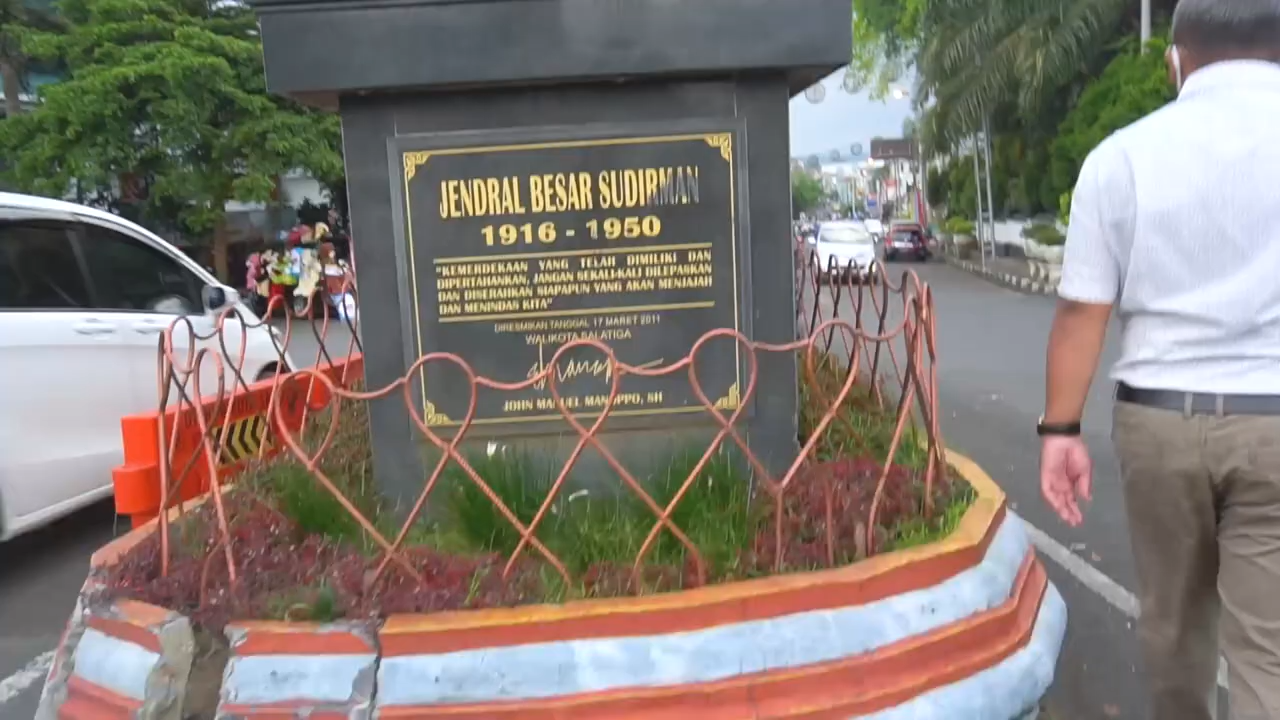 JENDRAL BESAR SUDIRMAN
1916 - 1950
"KEMERDEKAAN YANG TELAH DIMILIKI DAN
DIPERTAHANKAN, JANGAN SEKALI-KALI DILEPASKAN
DAN DISERAHKAN SIAPAPUN YANG AKAN MENJAJAH
DAN MENINDAS KITA"
DIRESMIKAN TANGGAL 17 MARET 2011
WALIKOTA SALATIGA
JOHN MANUEL MANOPPO, SH